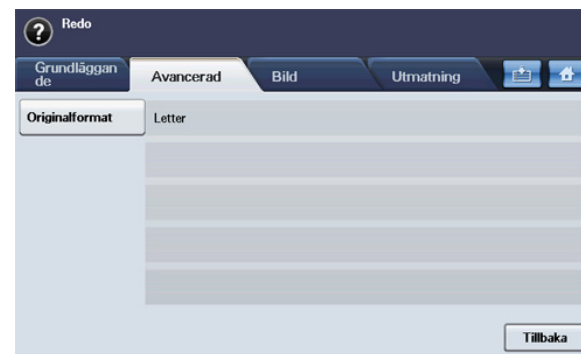 Redo
Grundläggan
de
Avancerad
Bild
Utmatning
Originalformat
Letter
Tillbaka